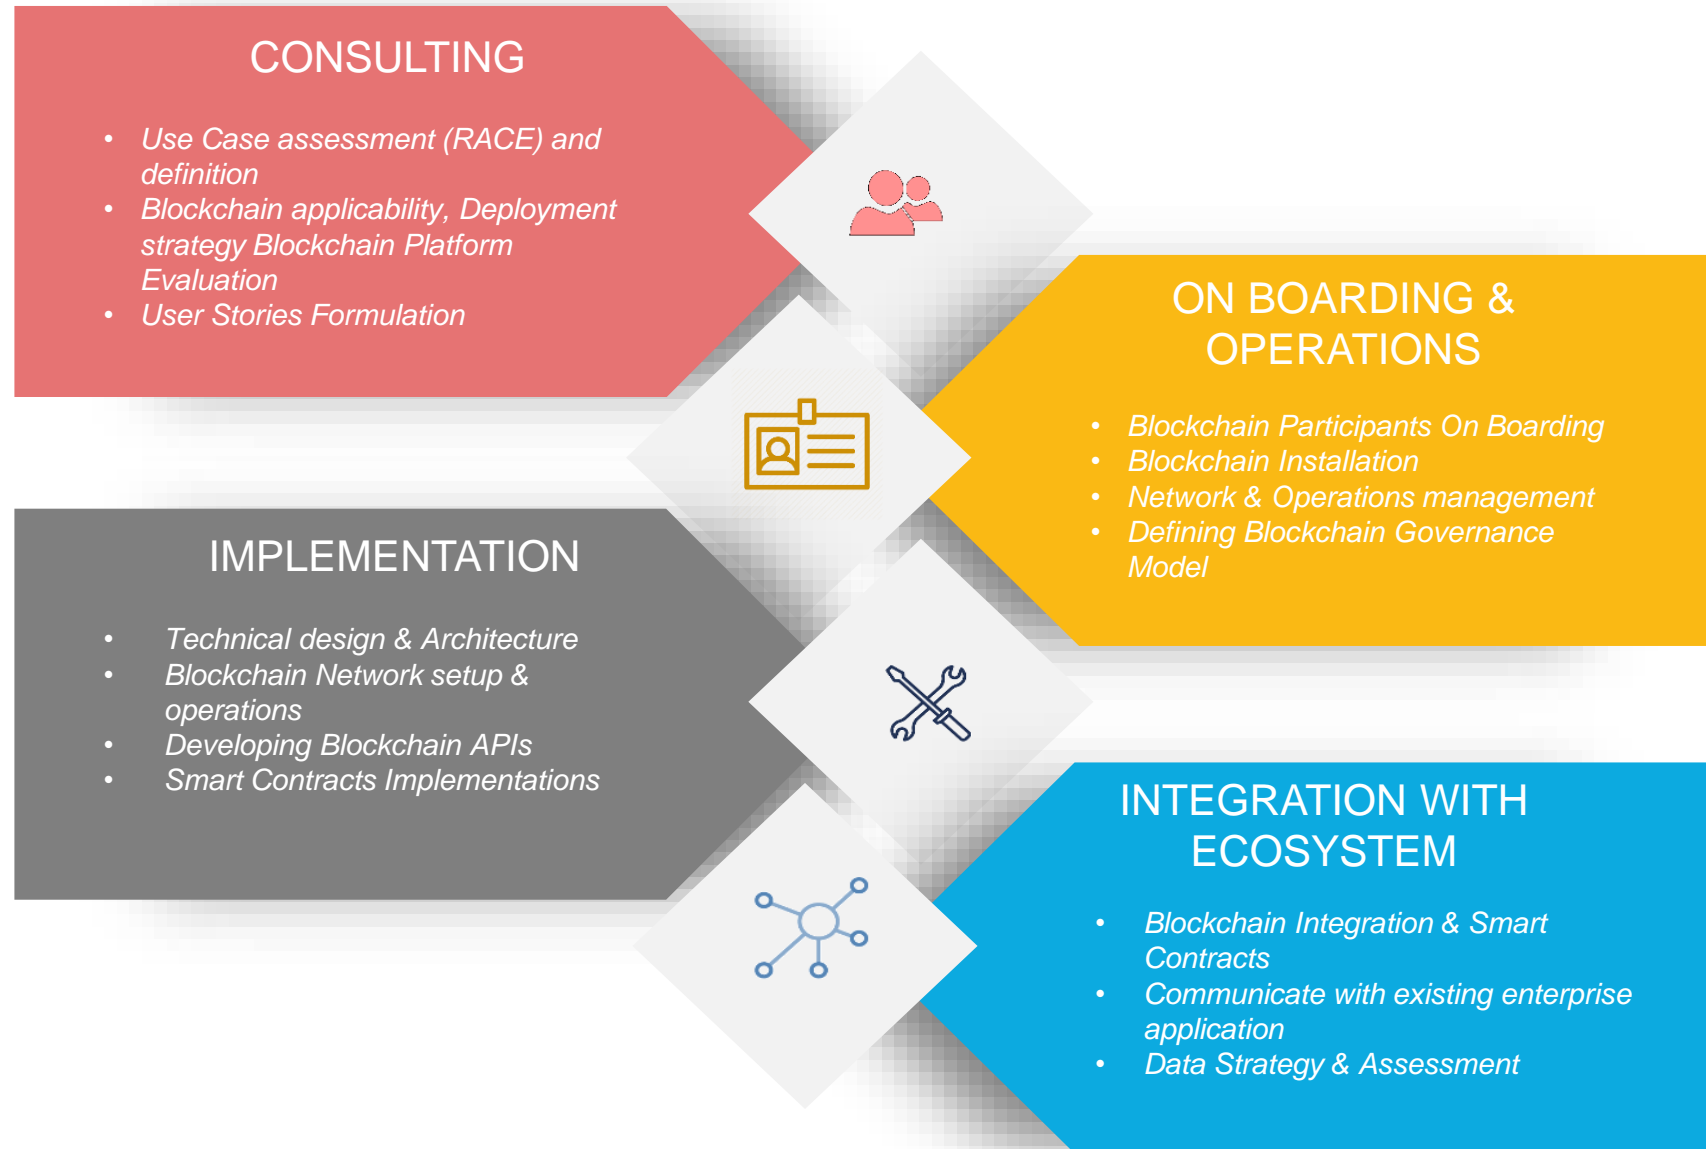 CONSULTING
• Use Case assessment (RACE) and
definition
• Blockchain applicability, Deployment
strategy Blockchain Platform
Evaluation
• User Stories Formulation
ON BOARDING &
OPERATIONS
• Blockchain Participants On Boarding
• Blockchain Installation
• Network & Operations management
• Defining Blockchain Governance
Model
IMPLEMENTATION
• Technical design & Architecture
• Blockchain Network setup &
operations
• Developing Blockchain APIs
• Smart Contracts Implementations
INTEGRATION WITH
ECOSYSTEM
• Blockchain Integration & Smart
Contracts
• Communicate with existing enterprise
application
• Data Strategy & Assessment